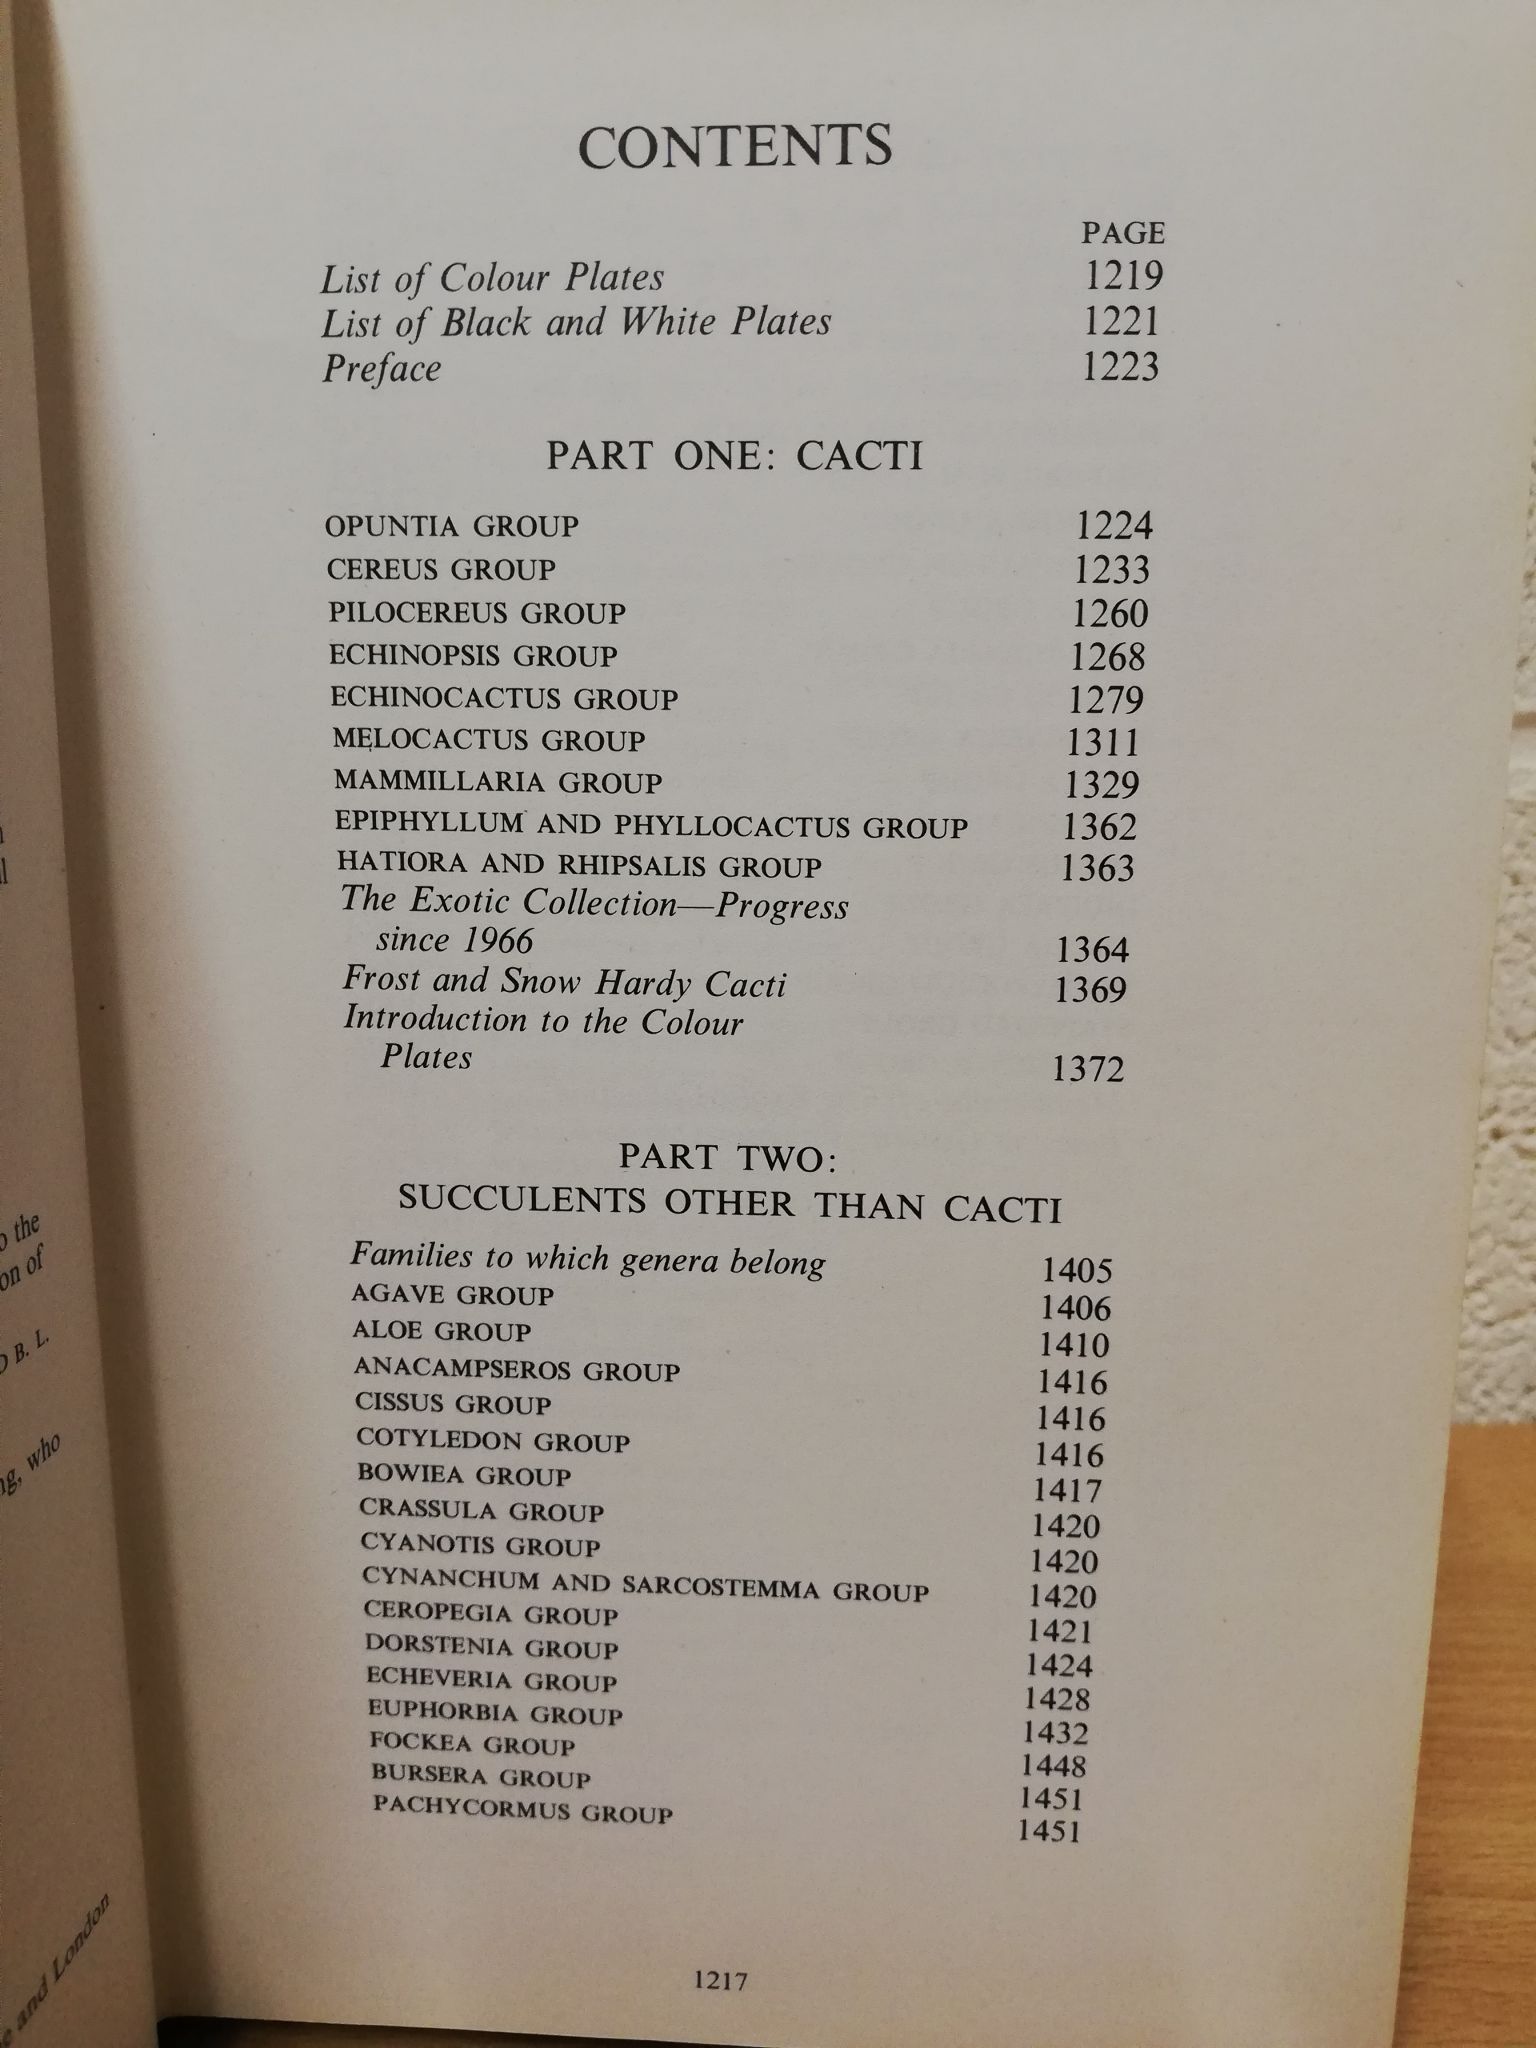 CONTENTS
PAGE
List of Colour Plates 1219
List of Black and White Plates 1221
Preface 1223
PART ONE: CACTI
OPUNTIA GROUP 1224
CEREUS GROUP 1233
PILOCEREUS GROUP 1260
ECHINOPSIS GROUP 1268
ECHINOCACTUS GROUP 1279
MELOCACTUS GROUP 1311
MAMMILLARIA GROUP 1329
EPIPHYLLUM AND PHYLLOCACTUS GROUP 1362
HATIORA AND RHIPSALIS GROUP 1363
The Exotic Collection—Progress
since 1966 1364
Frost and Snow Hardy Cacti 1369
Introduction to the Colour
Plates 1372
PART TWO:
SUCCULENTS OTHER THAN CACTI
Families to which genera belong 1405
AGAVE GROUP 1406
ALOE GROUP 1410
ANACAMPSEROS GROUP 1416
CISSUS GROUP 1416
COTYLEDON GROUP 1416
BOWIEA GROUP 1417
CRASSULA GROUP 1420
CYANOTIS GROUP 1420
CYNANCHUM AND SARCOSTEMMA GROUP 1420
CEROPEGIA GROUP 1421
DORSTENIA GROUP 1424
ECHEVERIA GROUP 1428
EUPHORBIA GROUP 1432
FOCKEA GROUP 1448
BURSERA GROUP 1451
PACHYCORMUS GROUP 1451
1217
the
of
B. L.
who
and London